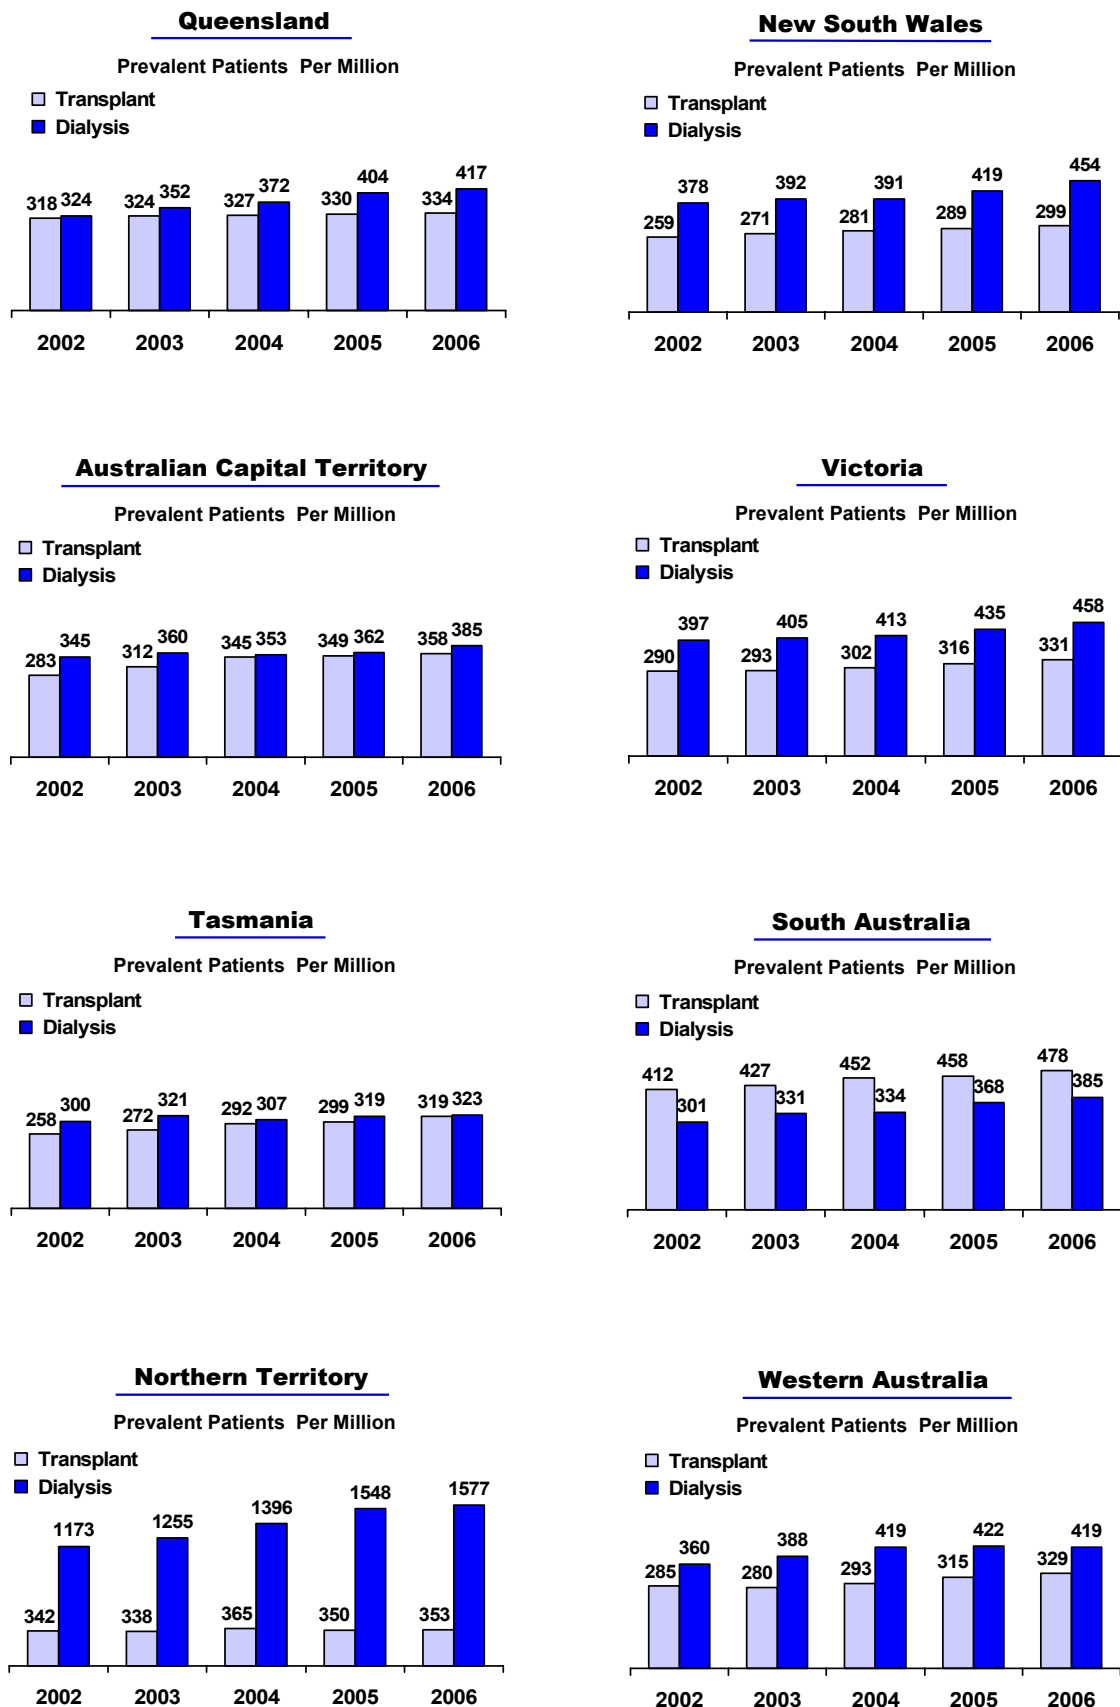 Queensland
Prevalent Patients Per Million
Transplant
Dialysis
318 324 324 352 327 372 330 404 334 417
2002 2003 2004 2005 2006
New South Wales
Prevalent Patients Per Million
Transplant
Dialysis
259 378 271 392 281 391 289 419 299 454
2002 2003 2004 2005 2006
Australian Capital Territory
Prevalent Patients Per Million
Transplant
Dialysis
283 345 312 360 345 353 349 362 358 385
2002 2003 2004 2005 2006
Victoria
Prevalent Patients Per Million
Transplant
Dialysis
290 397 293 405 302 413 316 435 331 458
2002 2003 2004 2005 2006
Tasmania
Prevalent Patients Per Million
Transplant
Dialysis
258 300 272 321 292 307 299 319 319 323
2002 2003 2004 2005 2006
South Australia
Prevalent Patients Per Million
Transplant
Dialysis
412 301 427 331 452 334 458 368 478 385
2002 2003 2004 2005 2006
Northern Territory
Prevalent Patients Per Million
Transplant
Dialysis
342 1173 338 1255 365 1396 350 1548 353 1577
2002 2003 2004 2005 2006
Western Australia
Prevalent Patients Per Million
Transplant
Dialysis
285 360 280 388 293 419 315 422 329 419
2002 2003 2004 2005 2006